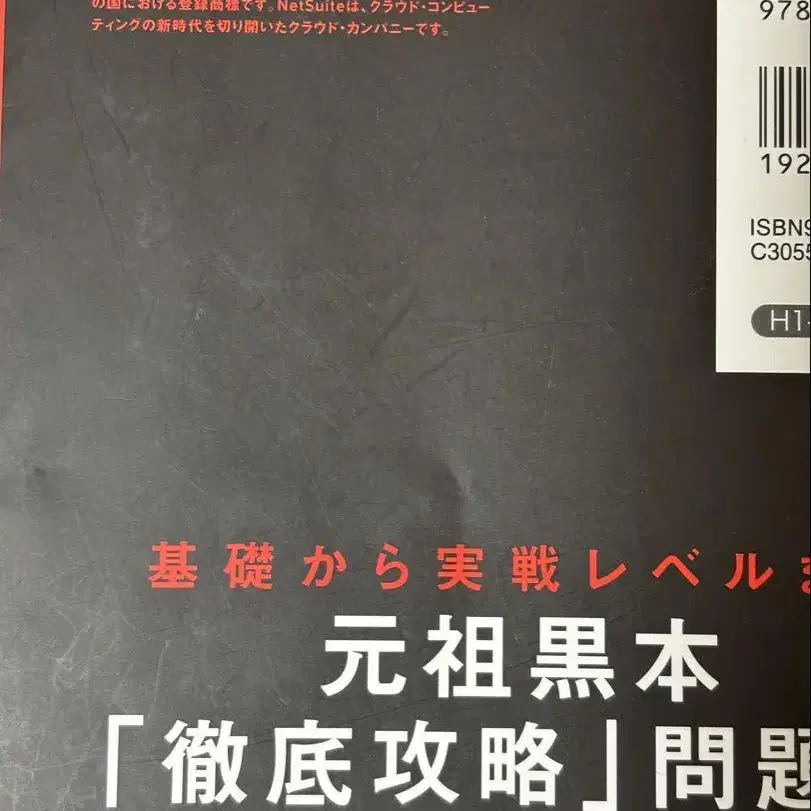 の国における登録商標です。NetSuiteは、クラウド・コンピュー
ティングの新時代を切り開いたクラウド・カンパニーです。
978
192
ISBN9
C3055
H1-
基礎から実戦レベルま
元祖黒本
「徹底攻略」問題